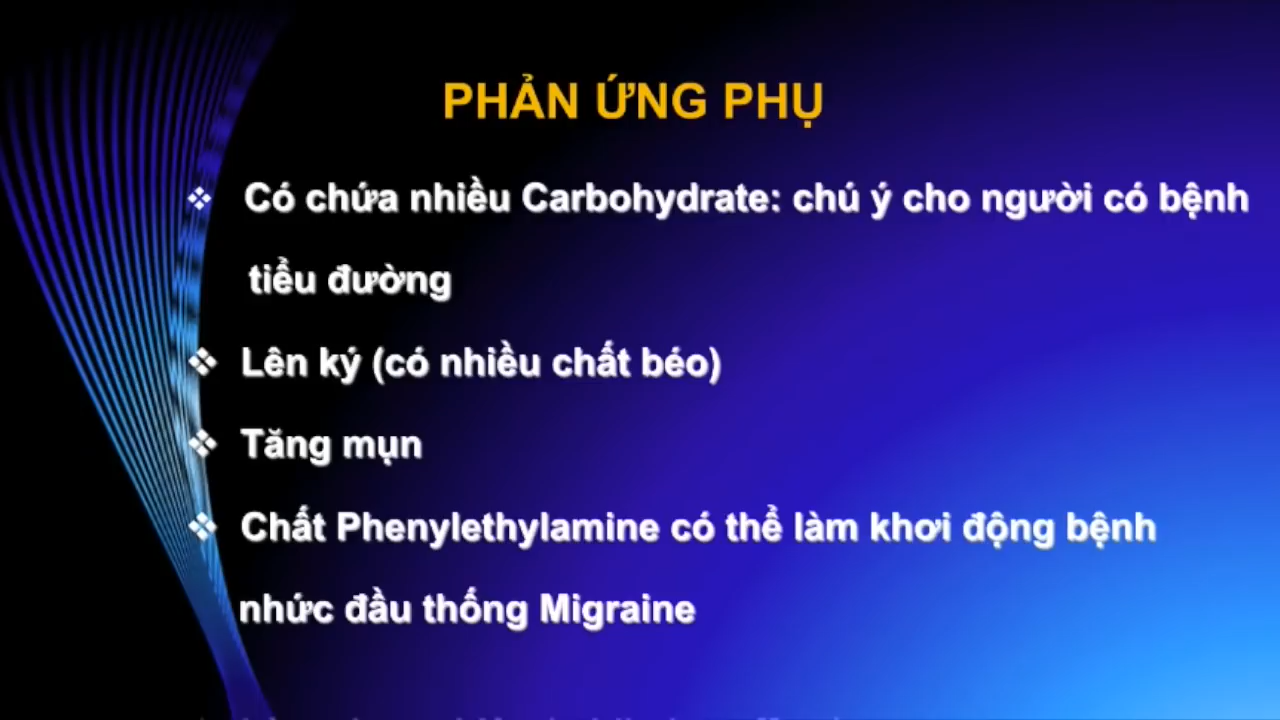 PHẢN ỨNG PHỤ
❖ Có chứa nhiều Carbohydrate: chú ý cho người có bệnh
tiểu đường
❖ Lên ký (có nhiều chất béo)
❖ Tăng mụn
❖ Chất Phenylethylamine có thể làm khơi động bệnh
nhức đầu thống Migraine